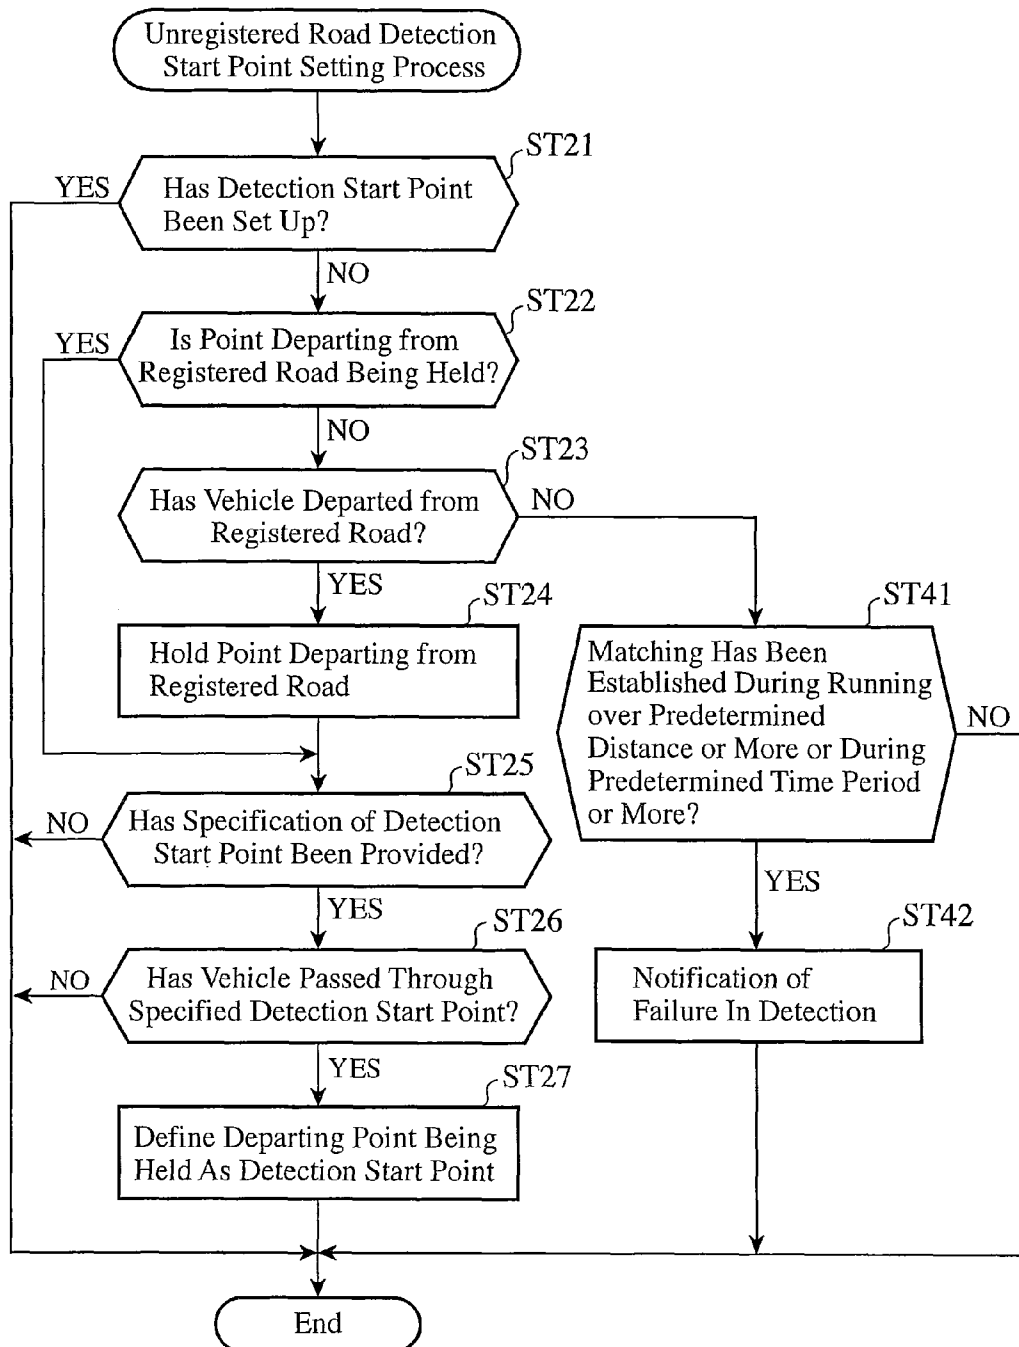 Unregistered Road Detection
Start Point Setting Process
ST21
YES
Has Detection Start Point
Been Set Up?
NO
ST22
YES
Is Point Departing from
Registered Road Being Held?
NO
ST23
Has Vehicle Departed from
Registered Road?
NO
YES
ST24
Hold Point Departing from
Registered Road
ST41
Matching Has Been
Established During Running
over Predetermined
Distance or More or During
Predetermined Time Period
or More?
NO
YES
ST25
NO
Has Specification of Detection
Start Point Been Provided?
YES
ST26
NO
Has Vehicle Passed Through
Specified Detection Start Point?
YES
ST42
Notification of
Failure In Detection
ST27
Define Departing Point Being
Held As Detection Start Point
End